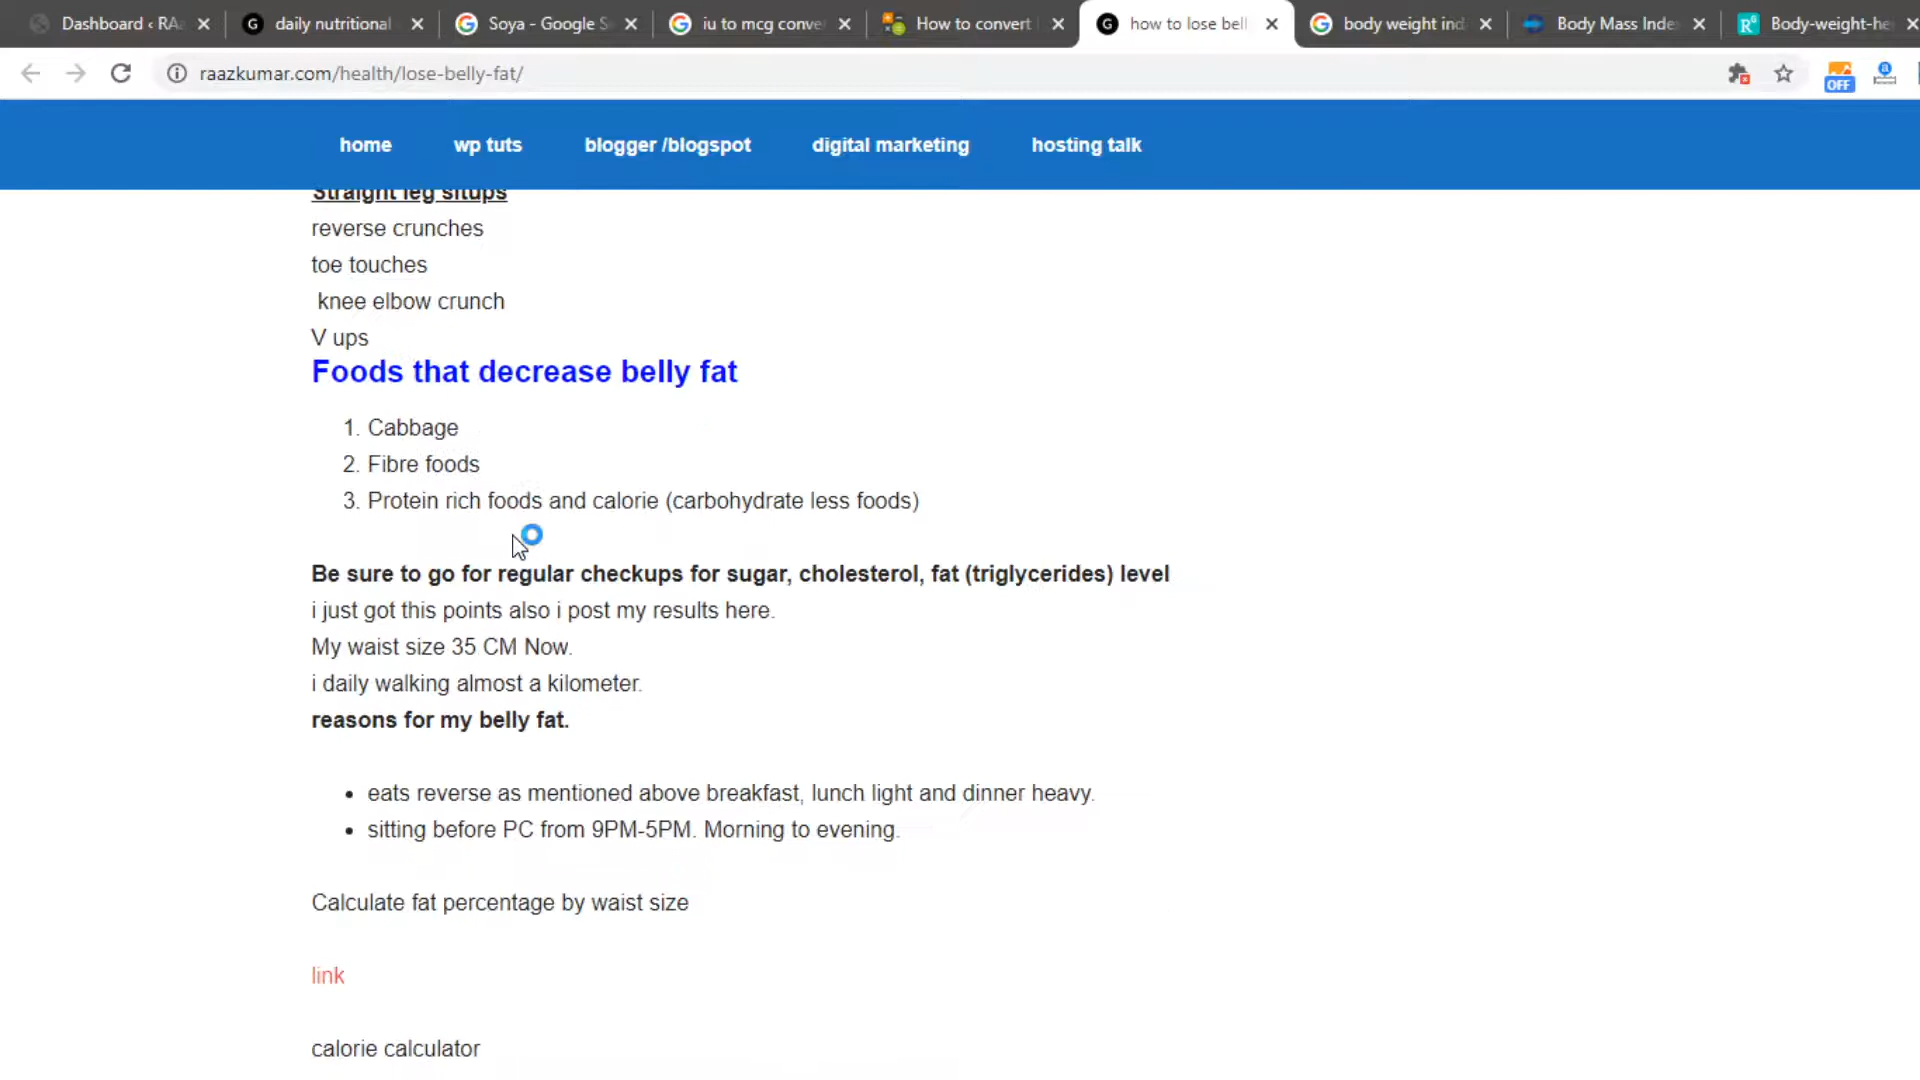 Dashboard ‹ RA
daily nutritional
Soya - Google S
iu to mcg conve
How to convert
how to lose bell
body weight ind
Body Mass Inde
Body-weight-he
raazkumar.com/health/lose-belly-fat/
OFF
home wp tuts blogger /blogspot digital marketing hosting talk
Straight leg situps
reverse crunches
toe touches
knee elbow crunch
V ups
Foods that decrease belly fat
1. Cabbage
2. Fibre foods
3. Protein rich foods and calorie (carbohydrate less foods)
Be sure to go for regular checkups for sugar, cholesterol, fat (triglycerides) level
i just got this points also i post my results here.
My waist size 35 CM Now.
i daily walking almost a kilometer.
reasons for my belly fat.
• eats reverse as mentioned above breakfast, lunch light and dinner heavy.
• sitting before PC from 9PM-5PM. Morning to evening.
Calculate fat percentage by waist size
link
calorie calculator